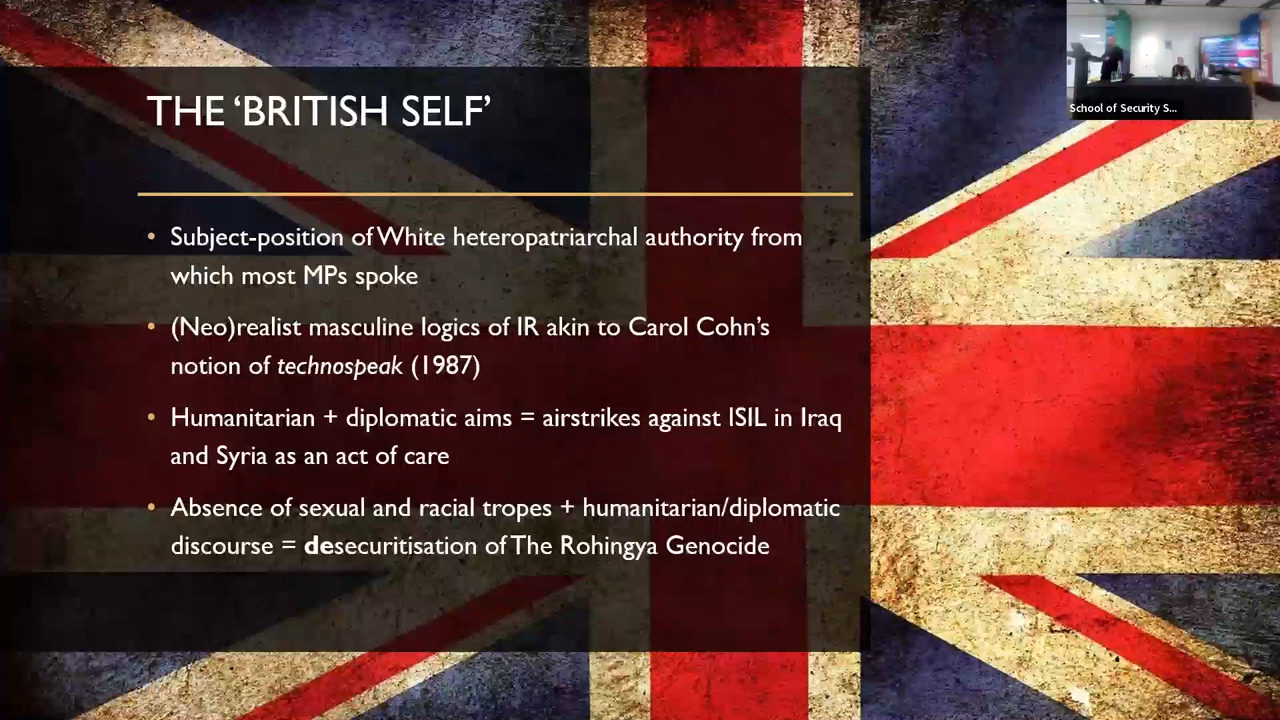 THE ‘BRITISH SELF’
• Subject-position of White heteropatriarchal authority from
which most MPs spoke
• (Neo)realist masculine logics of IR akin to Carol Cohn’s
notion of technospeak (1987)
• Humanitarian + diplomatic aims = airstrikes against ISIL in Iraq
and Syria as an act of care
• Absence of sexual and racial tropes + humanitarian/diplomatic
discourse = desecuritisation of The Rohingya Genocide
School of Security S...